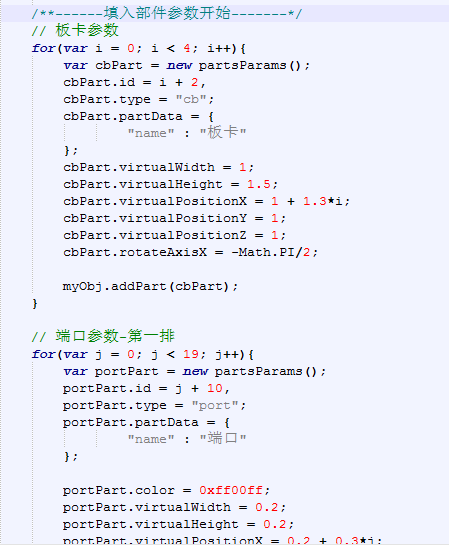 /**------填入部件参数开始-------*/
// 板卡参数
for(var i = 0; i < 4; i++){
var cbPart = new partsParams();
cbPart.id = i + 2,
cbPart.type = "cb";
cbPart.partData = {
"name" : "板卡"
};
cbPart.virtualWidth = 1;
cbPart.virtualHeight = 1.5;
cbPart.virtualPositionX = 1 + 1.3*i;
cbPart.virtualPositionY = 1;
cbPart.virtualPositionZ = 1;
cbPart.rotateAxisX = -Math.PI/2;
myObj.addPart(cbPart);
}
// 端口参数-第一排
for(var j = 0; j < 19; j++){
var portPart = new partsParams();
portPart.id = j + 10,
portPart.type = "port";
portPart.partData = {
"name" : "端口"
};
portPart.color = 0xff00ff;
portPart.virtualWidth = 0.2;
portPart.virtualHeight = 0.2;
portPart.virtualPositionX = 0.2 + 0.3*j;